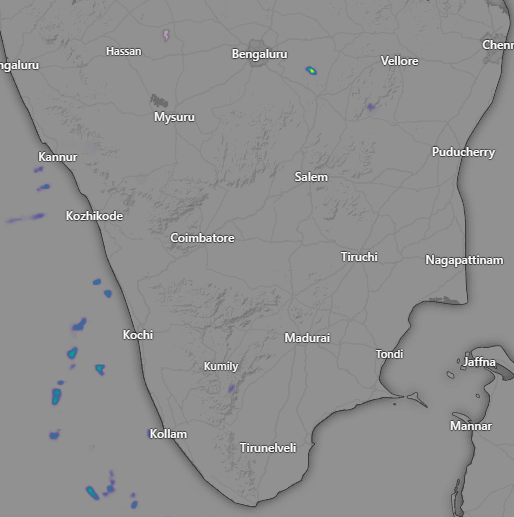 Hassan
Bengaluru
Chenn
ngaluru
Vellore
Mysuru
Kannur
Puducherry
Salem
Kozhikode
Coimbatore
Tiruchi
Nagapattinam
Kochi
Madurai
Tondi
Kumily
Jaffna
Kollam
Mannar
Tirunelveli